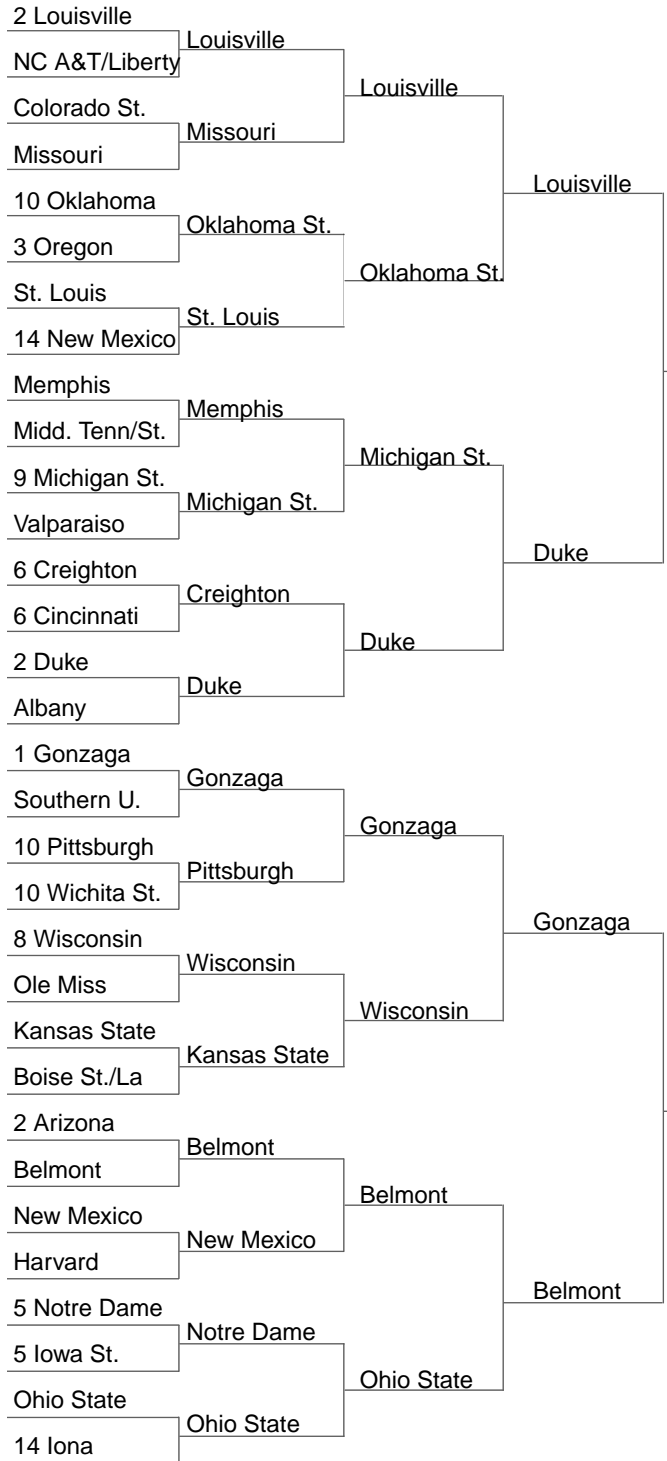 2 Louisville
Louisville
NC A&T/Liberty
Louisville
Colorado St.
Missouri
Missouri
Louisville
10 Oklahoma
Oklahoma St.
3 Oregon
Oklahoma St.
St. Louis
St. Louis
14 New Mexico
Memphis
Memphis
Midd. Tenn/St.
Michigan St.
9 Michigan St.
Michigan St.
Valparaiso
Duke
6 Creighton
Creighton
6 Cincinnati
Duke
2 Duke
Duke
Albany
1 Gonzaga
Gonzaga
Southern U.
Gonzaga
10 Pittsburgh
Pittsburgh
10 Wichita St.
Gonzaga
8 Wisconsin
Wisconsin
Ole Miss
Wisconsin
Kansas State
Kansas State
Boise St./La
2 Arizona
Belmont
Belmont
Belmont
New Mexico
New Mexico
Harvard
Belmont
5 Notre Dame
Notre Dame
5 Iowa St.
Ohio State
Ohio State
Ohio State
14 Iona